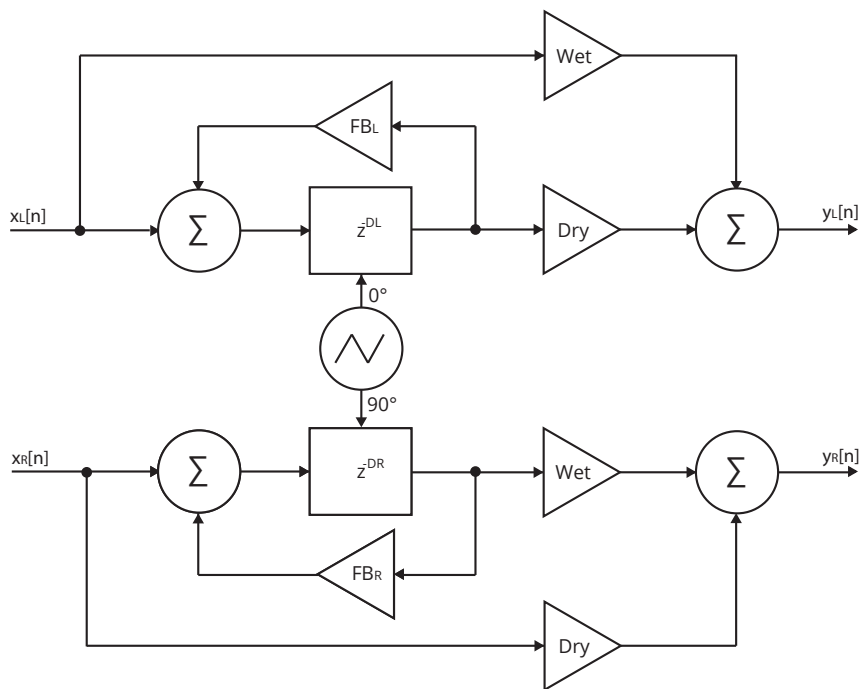 Wet
FBL
xL[n]
Σ
z-DL
Dry
Σ
yL[n]
0°
90°
xR[n]
Σ
z-DR
Wet
Σ
yR[n]
FBR
Dry